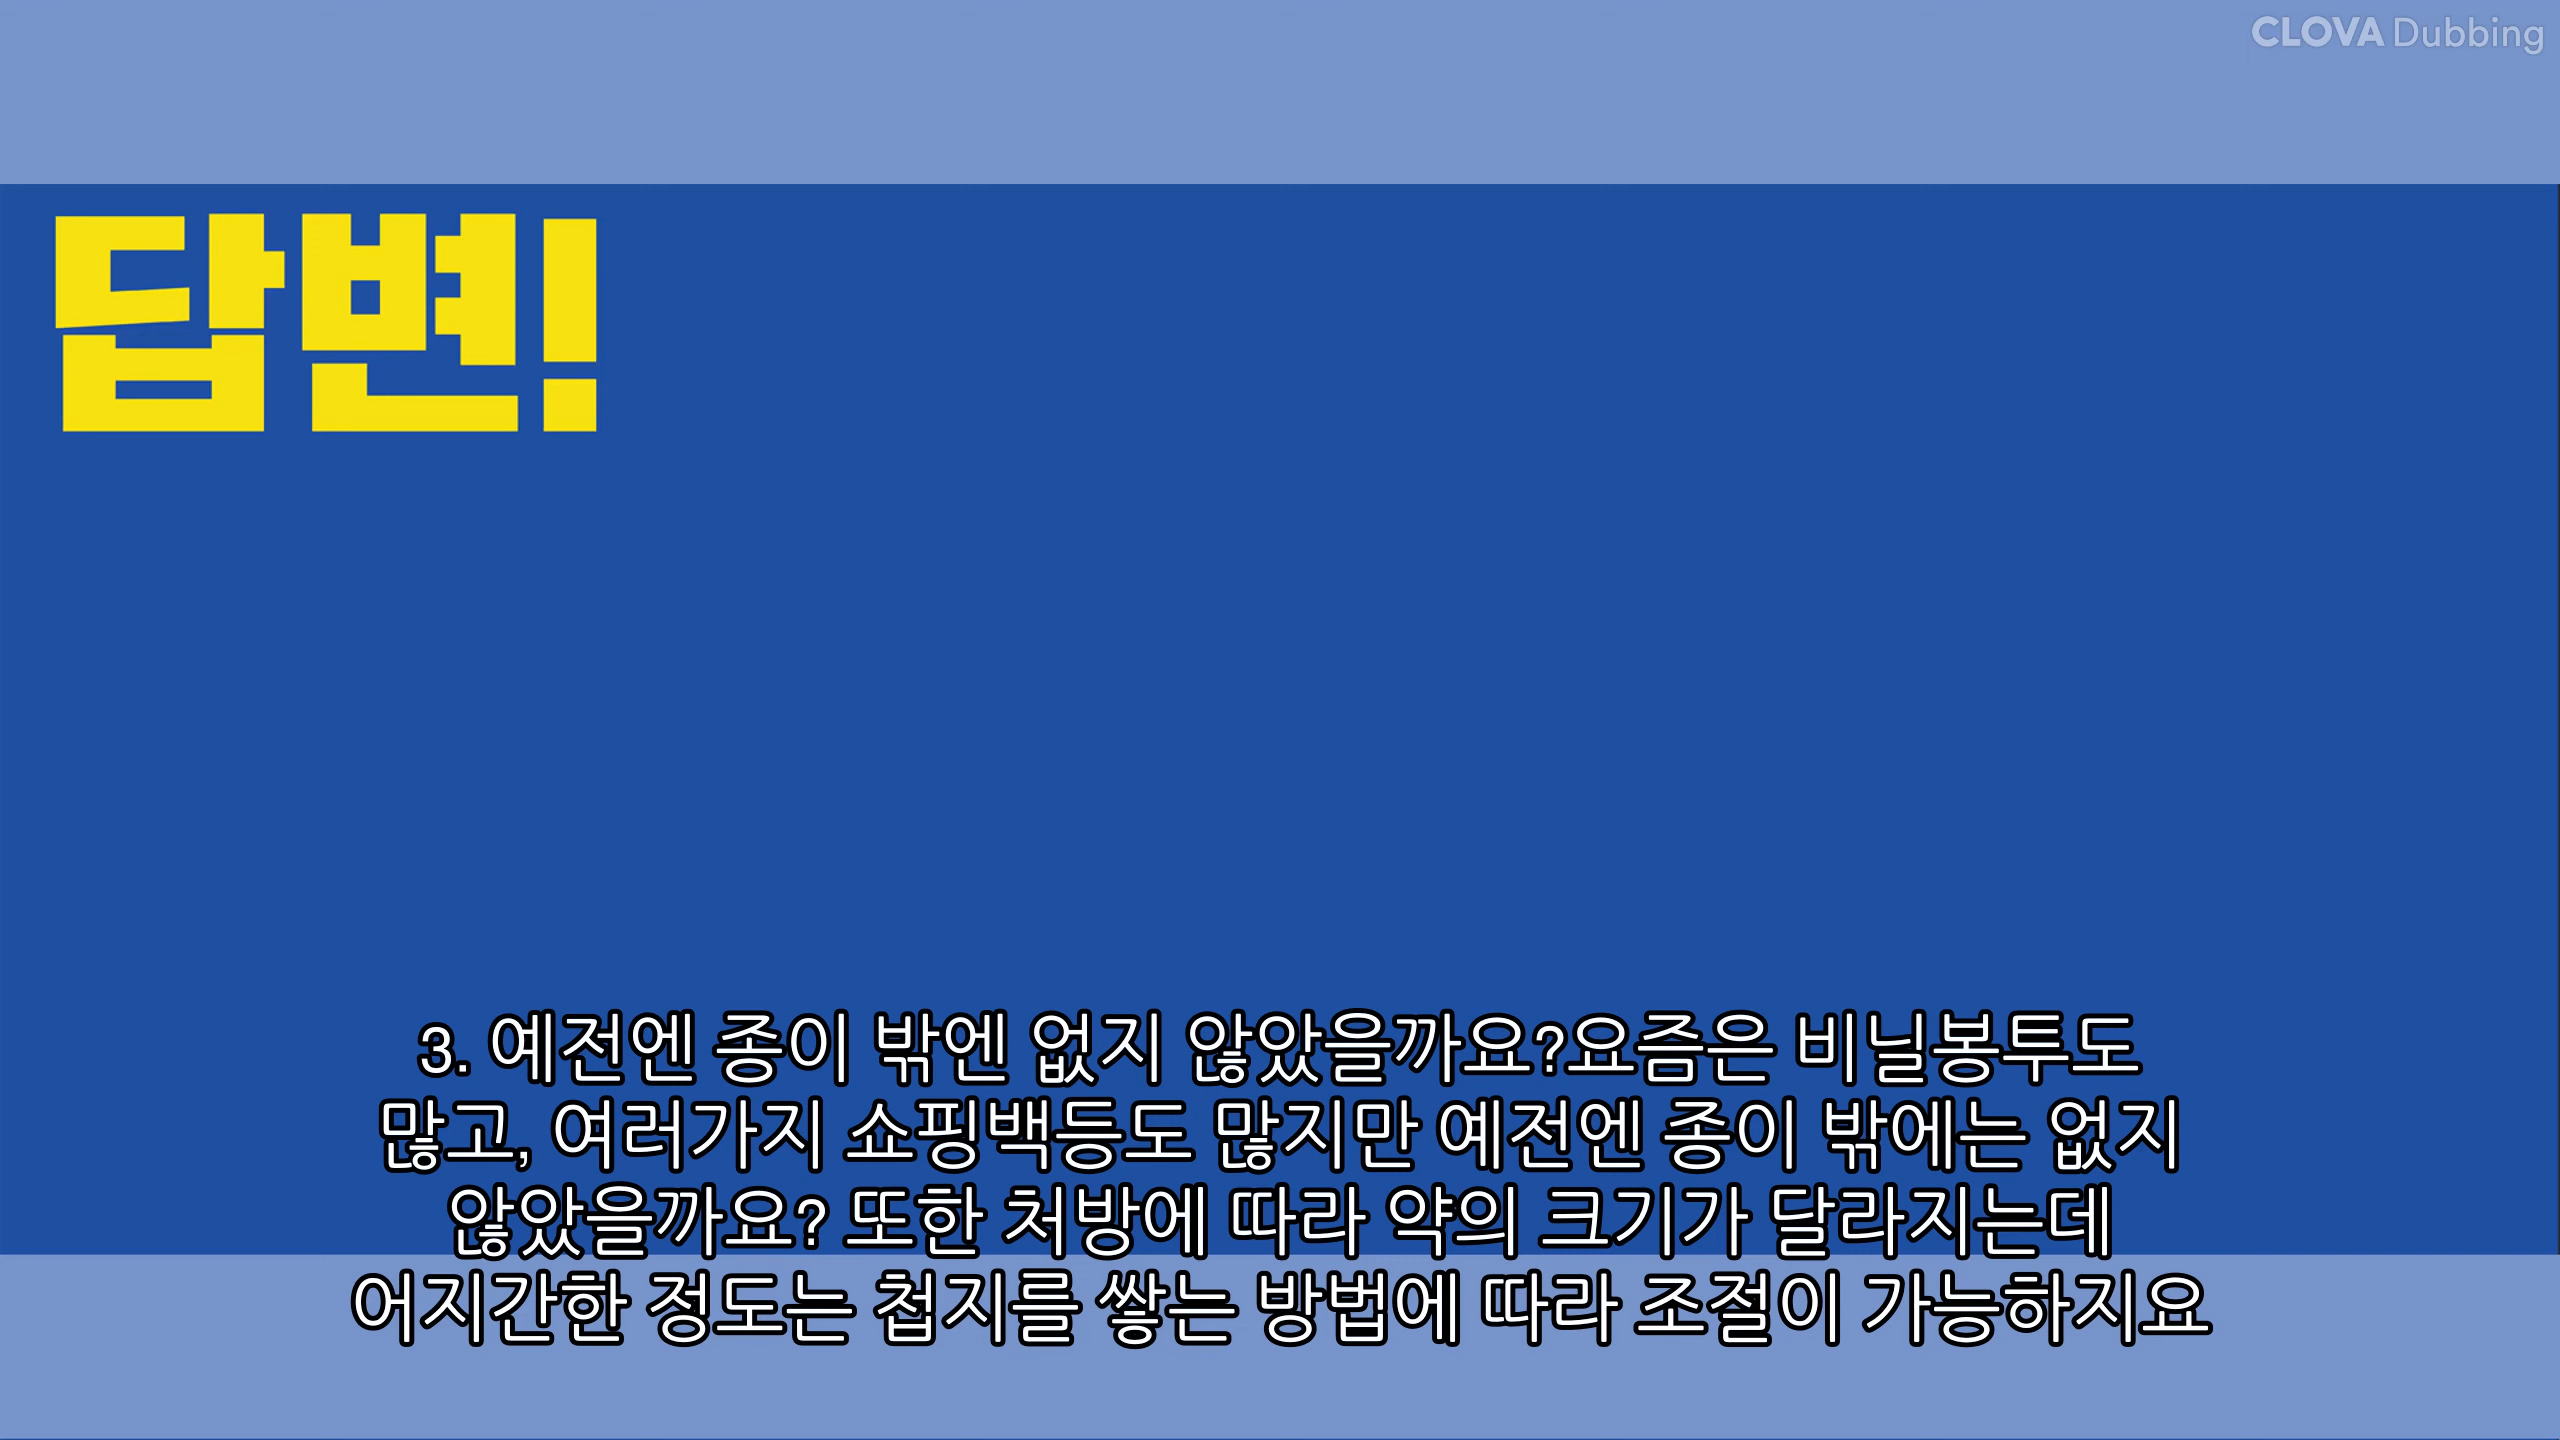 CLOVA Dubbing
답변!
3. 예전엔 종이 밖엔 없지 않았을까요?요즘은 비닐봉투도
많고, 여러가지 쇼핑백등도 많지만 예전엔 종이 밖에는 없지
않았을까요? 또한 처방에 따라 약의 크기가 달라지는데
어지간한 정도는 첩지를 쌓는 방법에 따라 조절이 가능하지요